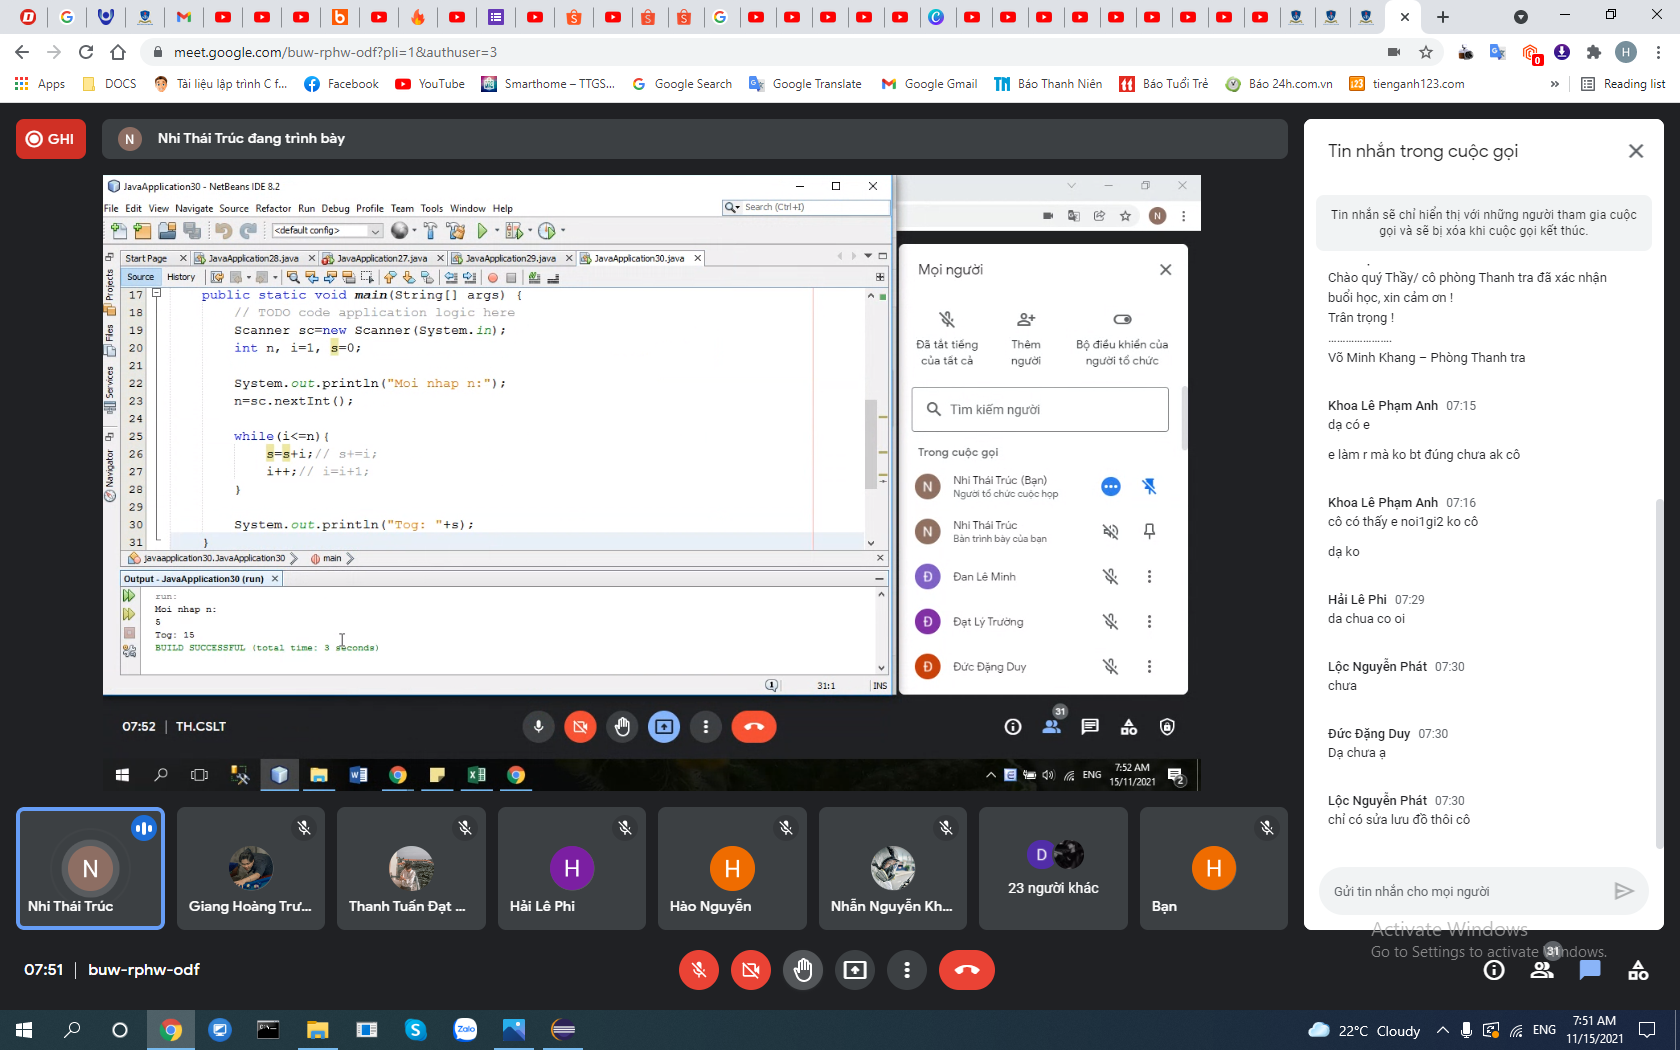 meet.google.com/buw-rphw-odf?pli=1&authuser=3
H
Apps
DOCS
Tài liệu lập trình C f...
Facebook
YouTube
Smarthome – TTGS...
Google Search
Google Translate
Google Gmail
Báo Thanh Niên
Báo Tuổi Trẻ
Báo 24h.com.vn
tienganh123.com
»
Reading list
GHI
N
Nhi Thái Trúc đang trình bày
JavaApplication30 - NetBeans IDE 8.2
File Edit View Navigate Source Refactor Run Debug Profile Team Tools Window Help
Search (Ctrl+I)
<default config>
Start Page
JavaApplication28.java
JavaApplication27.java
JavaApplication29.java
JavaApplication30.java
Source
History
Projects
Files
Services
Navigator
17 public static void main(String[] args) {
18 // TODO code application logic here
19 Scanner sc=new Scanner(System.in);
20 int n, i=1, s=0;
21
22 System.out.println("Moi nhap n:");
23 n=sc.nextInt();
24
25 while(i<=n){
26 s=s+i;// s+=i;
27 i++;// i=i+1;
28 }
29
30 System.out.println("Tog: "+s);
31 }
javaapplication30.JavaApplication30
main
Output - JavaApplication30 (run)
run:
Moi nhap n:
5
Tog: 15
BUILD SUCCESSFUL (total time: 3 seconds)
31:1
INS
N
Mọi người
Đã tắt tiếng
của tất cả
Thêm
người
Bộ điều khiển của
người tổ chức
Tìm kiếm người
Trong cuộc gọi
N
Nhi Thái Trúc (Bạn)
Người tổ chức cuộc họp
N
Nhi Thái Trúc
Bản trình bày của bạn
Đ
Đan Lê Minh
Đ
Đạt Lý Trường
Đ
Đức Đặng Duy
07:52 | TH.CSLT
31
ENG
7:52 AM
15/11/2021
2
N
Nhi Thái Trúc
Giang Hoàng Trư...
Thanh Tuấn Đạt ...
H
Hải Lê Phi
H
Hào Nguyễn
Nhẫn Nguyễn Kh...
D
23 người khác
H
Bạn
Tin nhắn trong cuộc gọi
Tin nhắn sẽ chỉ hiển thị với những người tham gia cuộc
gọi và sẽ bị xóa khi cuộc gọi kết thúc.
Chào quý Thầy/ cô phòng Thanh tra đã xác nhận
buổi học, xin cảm ơn !
Trân trọng !
......................
Võ Minh Khang – Phòng Thanh tra
Khoa Lê Phạm Anh 07:15
dạ có e
e làm r mà ko bt đúng chưa ak cô
Khoa Lê Phạm Anh 07:16
cô có thấy e noi1gi2 ko cô
dạ ko
Hải Lê Phi 07:29
da chua co oi
Lộc Nguyễn Phát 07:30
chưa
Đức Đặng Duy 07:30
Dạ chưa ạ
Lộc Nguyễn Phát 07:30
chỉ có sửa lưu đồ thôi cô
Gửi tin nhắn cho mọi người
Activate Windows
Go to Settings to activate Windows.
07:51 | buw-rphw-odf
31
Zalo
22°C Cloudy
ENG
7:51 AM
11/15/2021